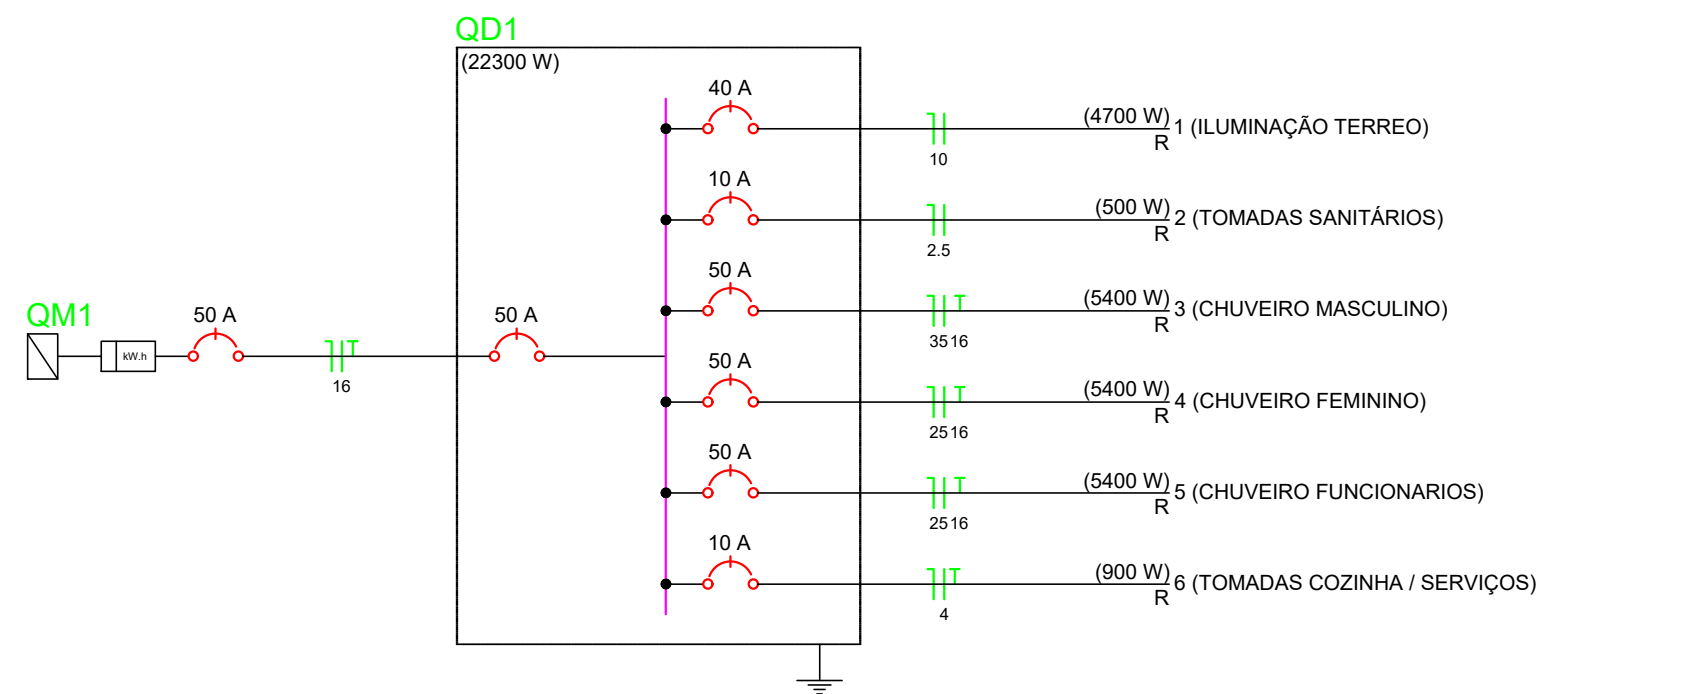 QD1
(22300 W)
40 A
(4700 W)
1 (ILUMINAÇÃO TERREO)
R
10
10 A
(500 W)
2 (TOMADAS SANITÁRIOS)
R
2.5
50 A
(5400 W)
3 (CHUVEIRO MASCULINO)
R
35 16
QM1
50 A
50 A
kW.h
16
50 A
(5400 W)
4 (CHUVEIRO FEMININO)
R
25 16
50 A
(5400 W)
5 (CHUVEIRO FUNCIONARIOS)
R
25 16
10 A
(900 W)
6 (TOMADAS COZINHA / SERVIÇOS)
R
4